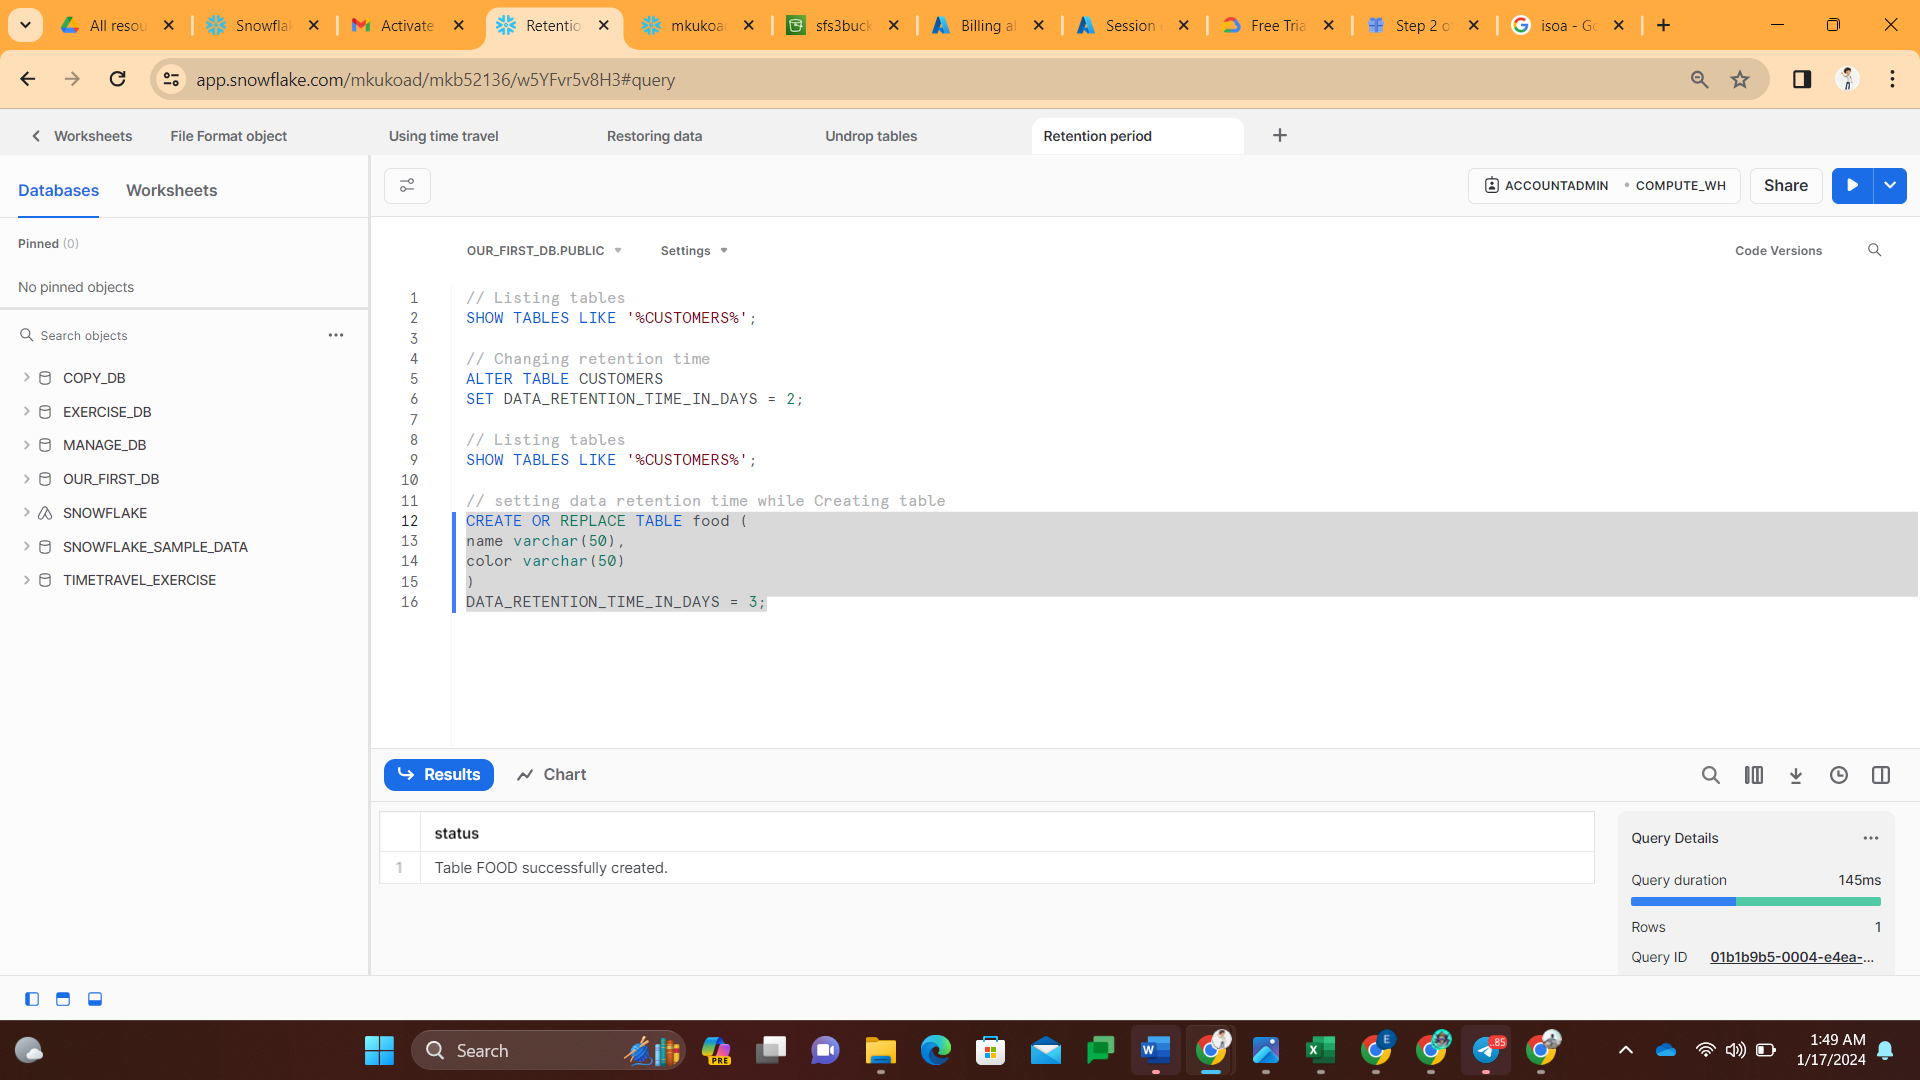 All resou
Snowflak
Activate
Retentio
mkukoad
sfs3buck
Billing al
Session
Free Tria
Step 2 o
isoa - Go
app.snowflake.com/mkukoad/mkb52136/w5YFvr5v8H3#query
Worksheets
File Format object
Using time travel
Restoring data
Undrop tables
Retention period
Databases
Worksheets
ACCOUNTADMIN
COMPUTE_WH
Share
Pinned (0)
No pinned objects
Search objects
COPY_DB
EXERCISE_DB
MANAGE_DB
OUR_FIRST_DB
SNOWFLAKE
SNOWFLAKE_SAMPLE_DATA
TIMETRAVEL_EXERCISE
OUR_FIRST_DB.PUBLIC
Settings
Code Versions
1 // Listing tables
2 SHOW TABLES LIKE '%CUSTOMERS%';
3
4 // Changing retention time
5 ALTER TABLE CUSTOMERS
6 SET DATA_RETENTION_TIME_IN_DAYS = 2;
7
8 // Listing tables
9 SHOW TABLES LIKE '%CUSTOMERS%';
10
11 // setting data retention time while Creating table
12 CREATE OR REPLACE TABLE food (
13 name varchar(50),
14 color varchar(50)
15 )
16 DATA_RETENTION_TIME_IN_DAYS = 3;
Results
Chart
status
1 Table FOOD successfully created.
Query Details
Query duration 145ms
Rows 1
Query ID 01b1b9b5-0004-e4ea-...
Search
PRE
W
X
E
85
1:49 AM
1/17/2024